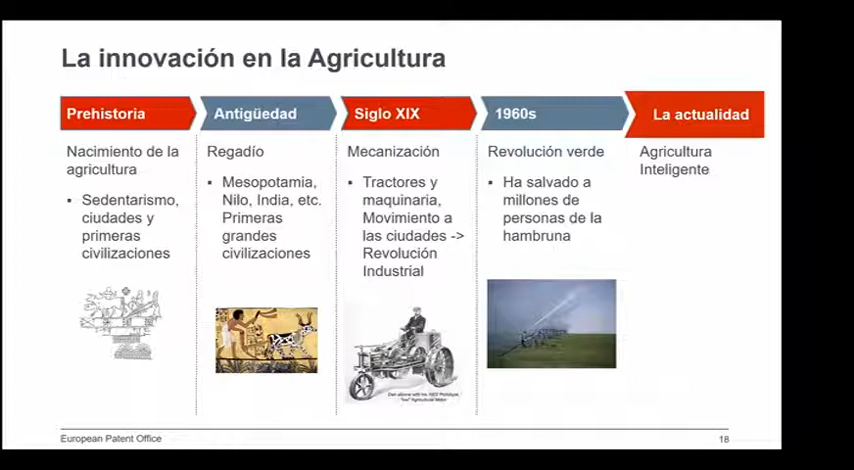 La innovación en la Agricultura
Prehistoria
Antigüedad
Siglo XIX
1960s
La actualidad
Nacimiento de la
agricultura
▪ Sedentarismo,
ciudades y
primeras
civilizaciones
Regadío
▪ Mesopotamia,
Nilo, India, etc.
Primeras
grandes
civilizaciones
Mecanización
▪ Tractores y
maquinaria,
Movimiento a
las ciudades ->
Revolución
Industrial
Revolución verde
▪ Ha salvado a
millones de
personas de la
hambruna
Agricultura
Inteligente
European Patent Office
18